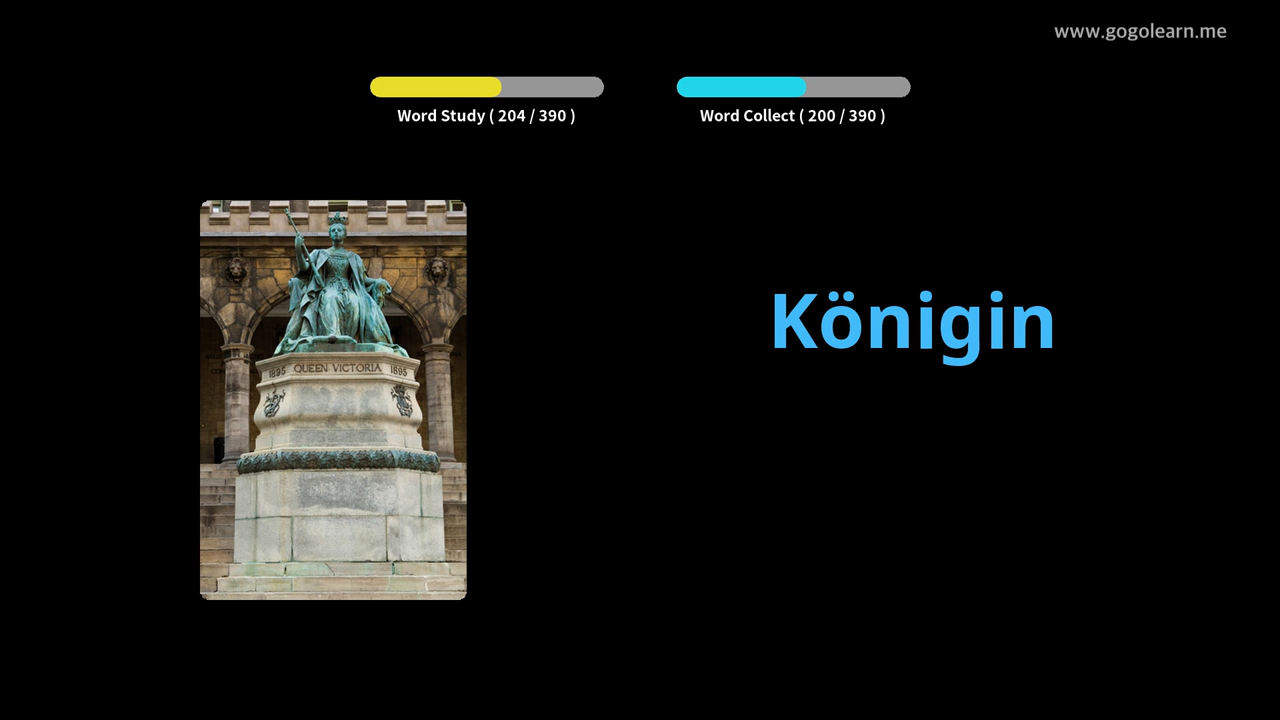 www.gogolearn.me
Word Study ( 204 / 390 )
Word Collect ( 200 / 390 )
1895 QUEEN VICTORIA 1895
Königin